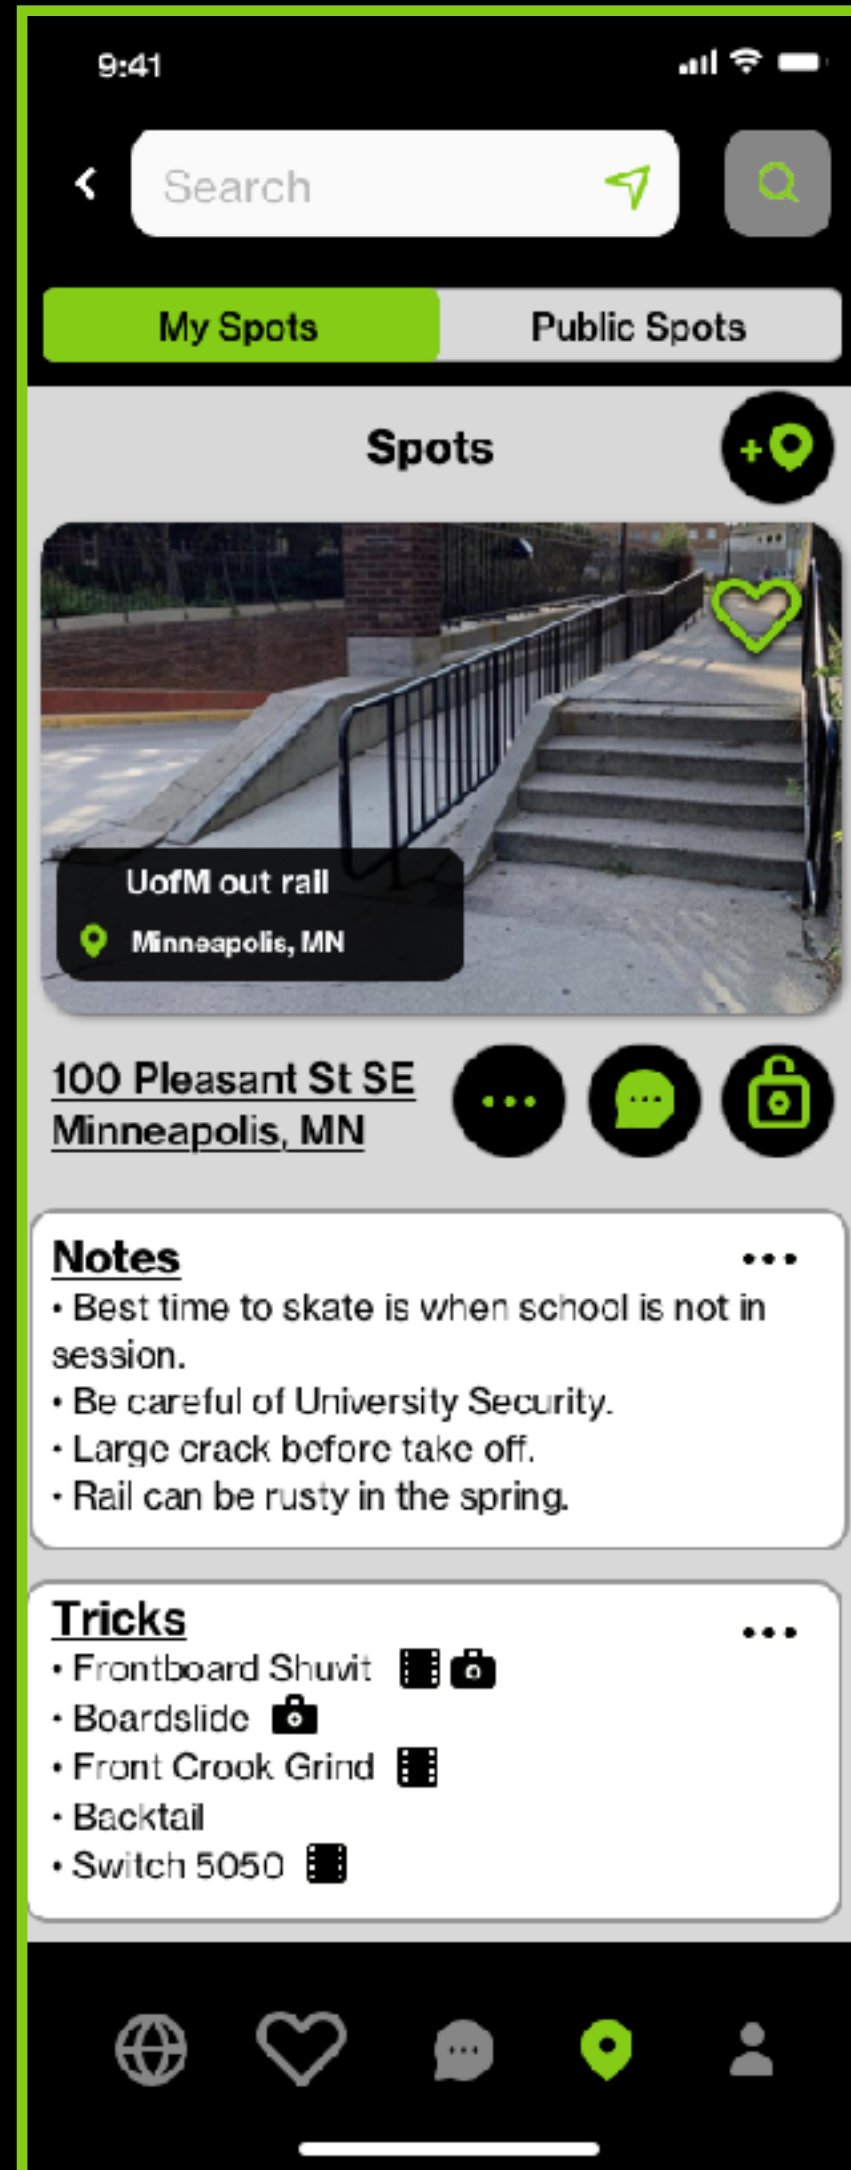 9:41
Search
My Spots
Public Spots
Spots
UofM out rail
Minneapolis, MN
100 Pleasant St SE
Minneapolis, MN
Notes
• Best time to skate is when school is not in
session.
• Be careful of University Security.
• Large crack before take off.
• Rail can be rusty in the spring.
Tricks
• Frontboard Shuvit
• Boardslide
• Front Crook Grind
• Backtail
• Switch 5050